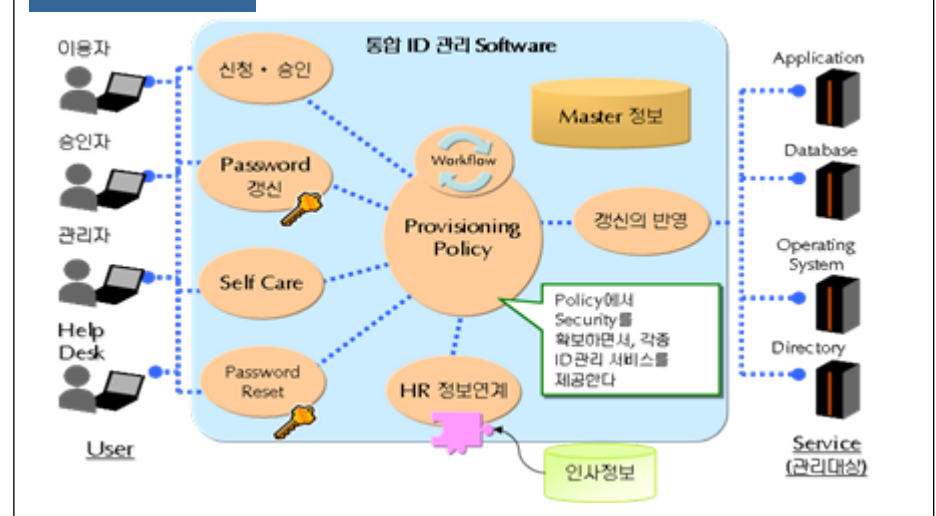 통합 ID 관리 Software
이용자
승인자
관리자
Help
Desk
User
신청・승인
Password
갱신
Self Care
Password
Reset
Workflow
Provisioning
Policy
HR 정보연계
Master 정보
갱신의 반영
Policy에서
Security를
확보하면서, 각종
ID관리 서비스를
제공한다
인사정보
Application
Database
Operating
System
Directory
Service
(관리대상)